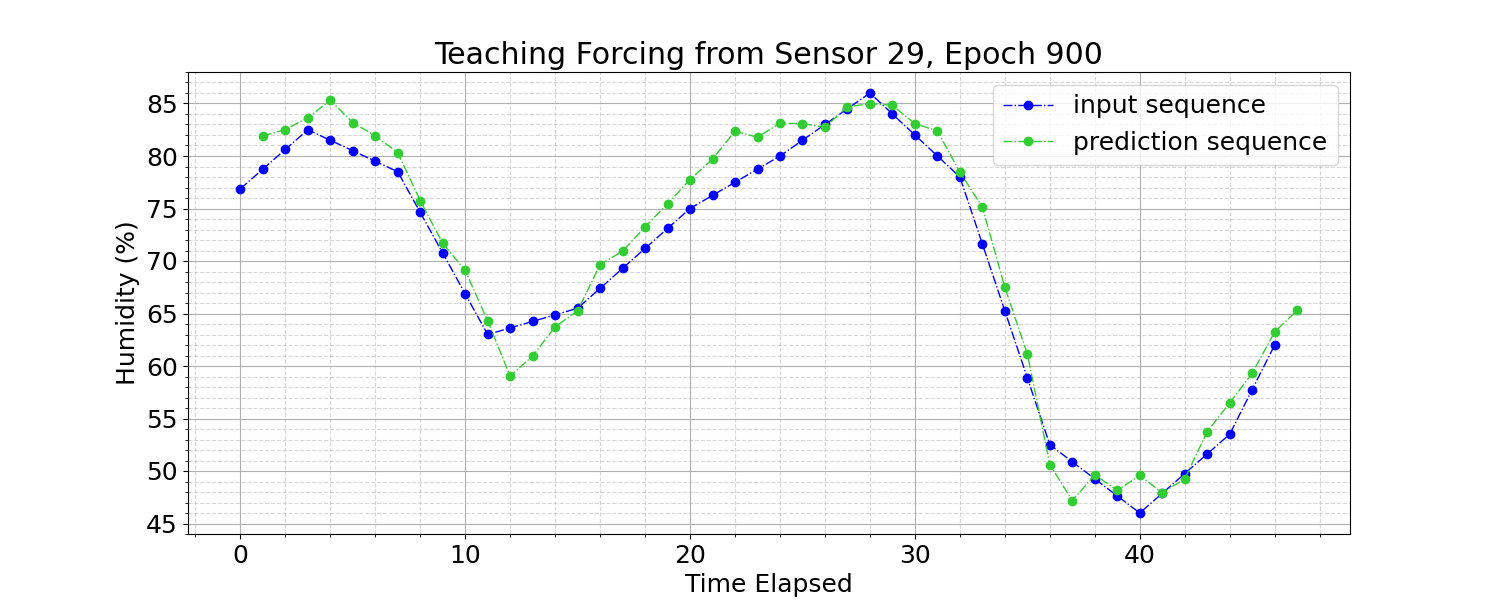 Teaching Forcing from Sensor 29, Epoch 900
input sequence
prediction sequence
Humidity (%)
85
80
75
70
65
60
55
50
45
0 10 20 30 40
Time Elapsed